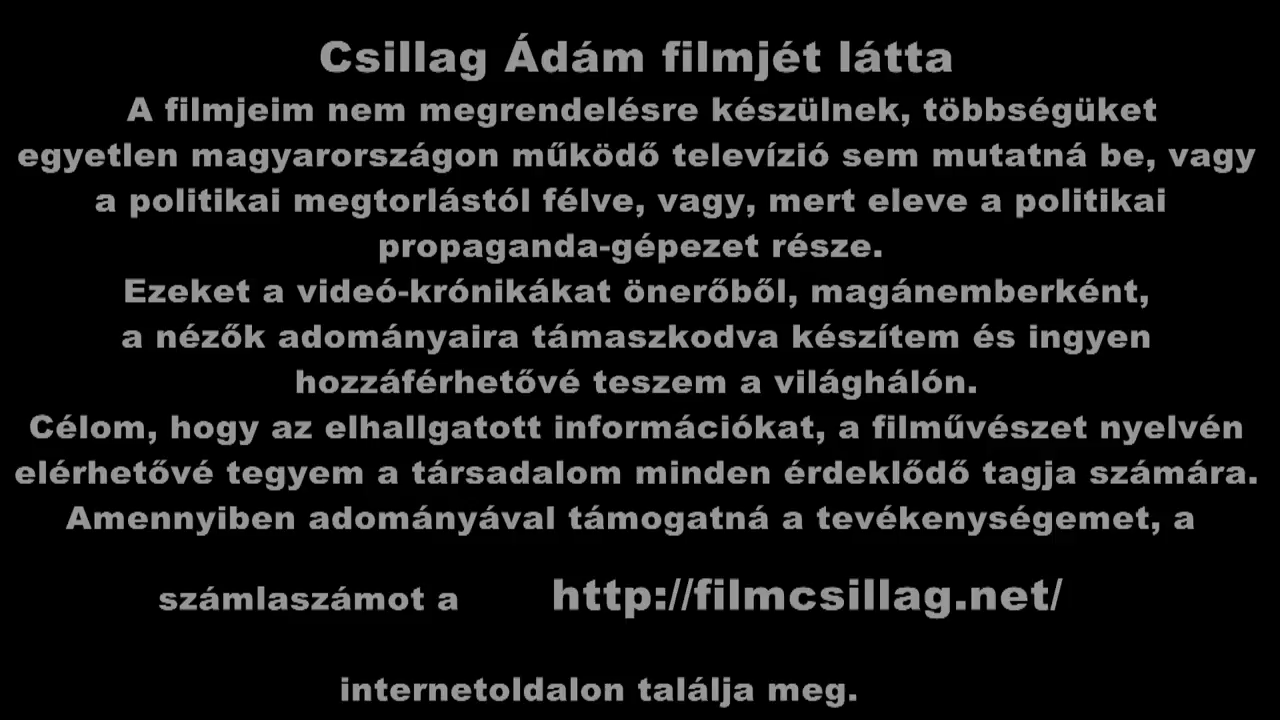 Csillag Ádám filmjét látta
A filmjeim nem megrendelésre készülnek, többségüket
egyetlen magyarországon működő televízió sem mutatná be, vagy
a politikai megtorlástól félve, vagy, mert eleve a politikai
propaganda-gépezet része.
Ezeket a videó-krónikákat önerőből, magánemberként,
a nézők adományaira támaszkodva készítem és ingyen
hozzáférhetővé teszem a világhálón.
Célom, hogy az elhallgatott információkat, a filművészet nyelvén
elérhetővé tegyem a társadalom minden érdeklődő tagja számára.
Amennyiben adományával támogatná a tevékenységemet, a
számlaszámot a http://filmcsillag.net/
internetoldalon találja meg.